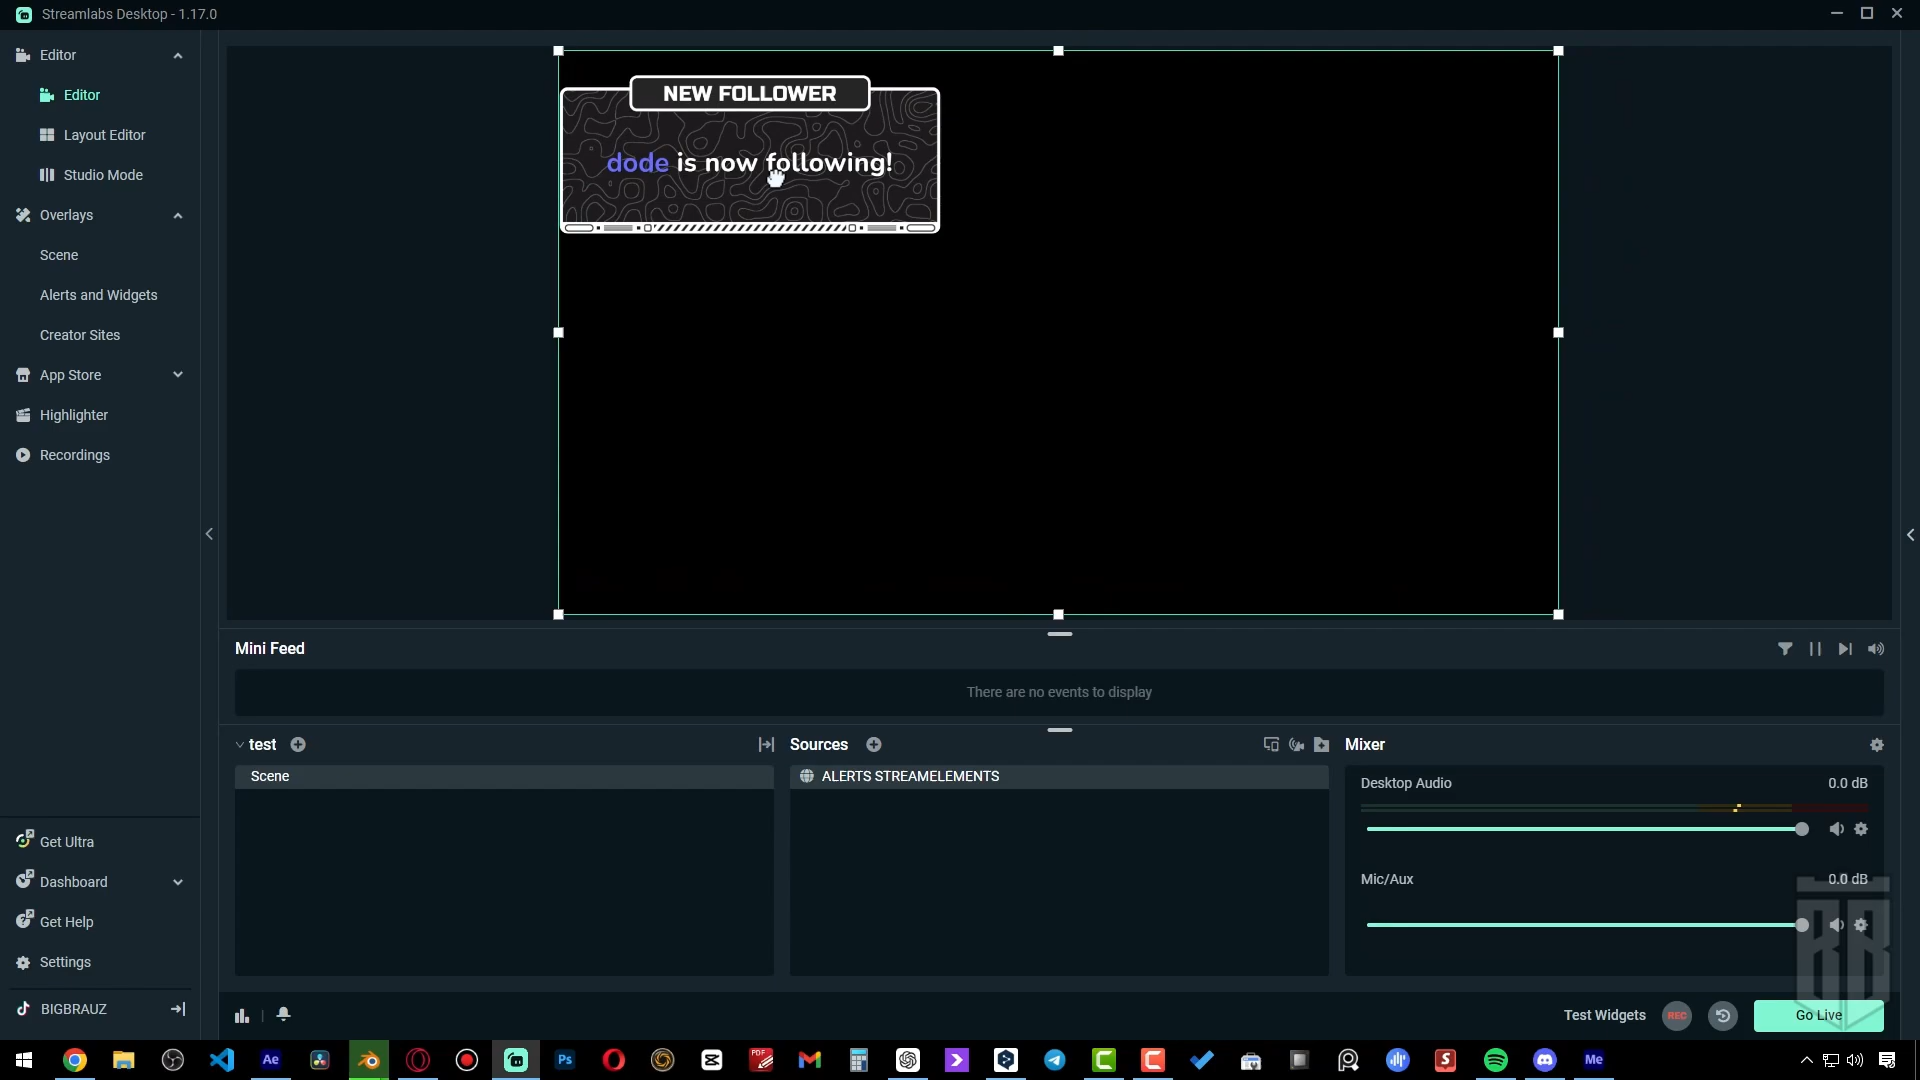 Streamlabs Desktop - 1.17.0
Editor
Editor
Layout Editor
Studio Mode
Overlays
Scene
Alerts and Widgets
Creator Sites
App Store
Highlighter
Recordings
Get Ultra
Dashboard
Get Help
Settings
BIGBRAUZ
NEW FOLLOWER
dode is now following!
Mini Feed
There are no events to display
test
Scene
Sources
ALERTS STREAMELEMENTS
Mixer
Desktop Audio 0.0 dB
Mic/Aux 0.0 dB
Test Widgets
REC
Go Live
Ae
Ps
PDF
S
Me